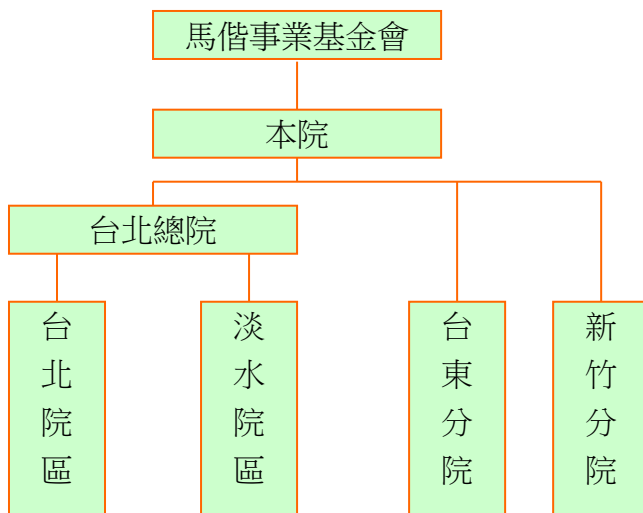 馬偕事業基金會
本院
台北總院
台北院區
淡水院區
台東分院
新竹分院